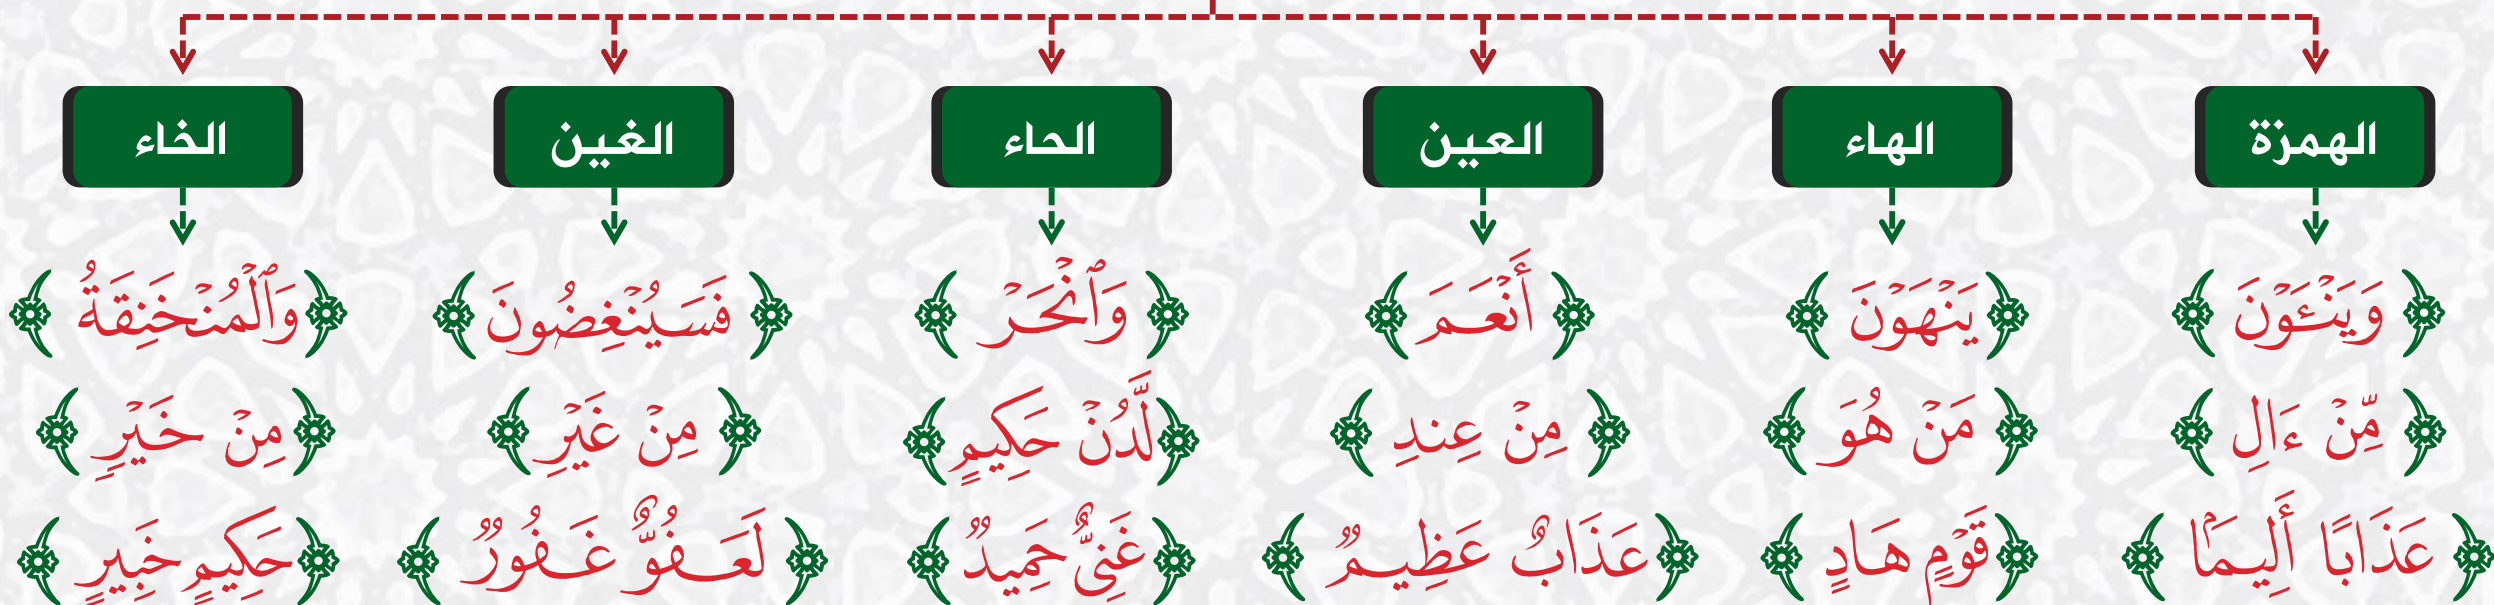 الهمزة الهاء العين الحاء الغين الخاء
﴿وَيَنْـَٔوْنَ﴾ ﴿يَنْهَوْنَ﴾ ﴿أَنْعَمَ﴾ ﴿وَٱنْحَرْ﴾ ﴿فَسَيُنْغِضُونَ﴾ ﴿وَٱلْمُنْخَنِقَةُ﴾
﴿مِّنْ ءَالِ﴾ ﴿مَنْ هُوَ﴾ ﴿مِنْ عِندِ﴾ ﴿لَّدُنْ حَكِيمٍ﴾ ﴿مِنْ غَيْرِ﴾ ﴿مِنْ خَيْرٍ﴾
﴿عَذَابًا أَلِيمًا﴾ ﴿قَوْمٍ هَادٍ﴾ ﴿عَذَابٌ عَظِيمٌ﴾ ﴿غَنِىٌّ حَمِيدٌ﴾ ﴿لَعَفُوٌّ غَفُورٌ﴾ ﴿حَكِيمٍ خَبِيرٍ﴾